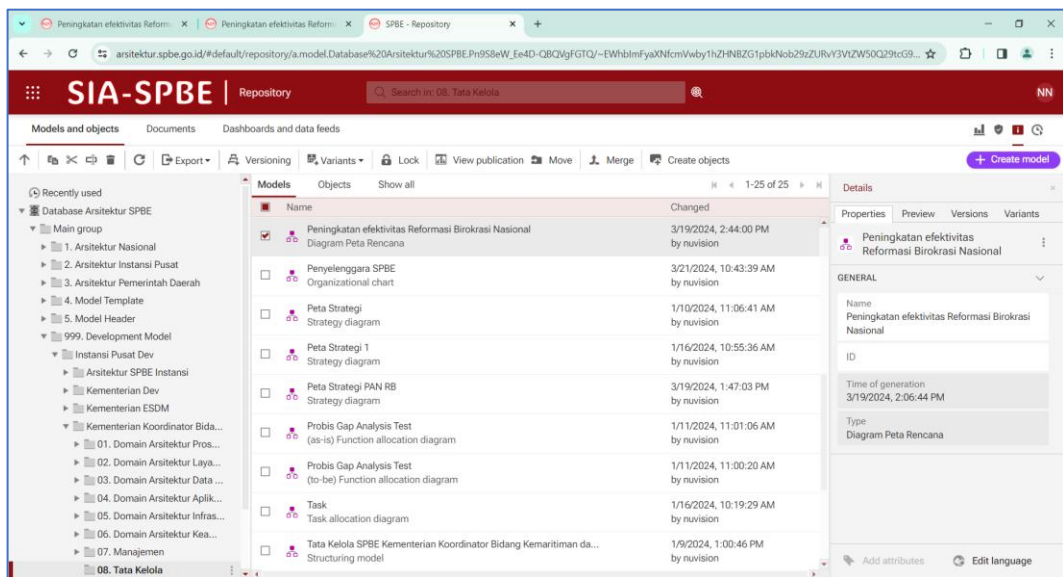 Peningkatan efektivitas Reform
Peningkatan efektivitas Reform
SPBE - Repository
SIA-SPBE | Repository
Search in: 08. Tata Kelola
NN
Models and objects Documents Dashboards and data feeds
Export Versioning Variants Lock View publication Move Merge Create objects
+ Create model
Recently used
Database Arsitektur SPBE
Main group
1. Arsitektur Nasional
2. Arsitektur Instansi Pusat
3. Arsitektur Pemerintah Daerah
4. Model Template
5. Model Header
999. Development Model
Instansi Pusat Dev
Arsitektur SPBE Instansi
Kementerian Dev
Kementerian ESDM
Kementerian Koordinator Bida...
01. Domain Arsitektur Pros...
02. Domain Arsitektur Laya...
03. Domain Arsitektur Data ...
04. Domain Arsitektur Aplik...
05. Domain Arsitektur Infras...
06. Domain Arsitektur Kea...
07. Manajemen
08. Tata Kelola
Models Objects Show all 1-25 of 25
Name Changed
Peningkatan efektivitas Reformasi Birokrasi Nasional 3/19/2024, 2:44:00 PM
Diagram Peta Rencana by nuvision
Penyelenggara SPBE 3/21/2024, 10:43:39 AM
Organizational chart by nuvision
Peta Strategi 1/10/2024, 11:06:41 AM
Strategy diagram by nuvision
Peta Strategi 1 1/16/2024, 10:55:36 AM
Strategy diagram by nuvision
Peta Strategi PAN RB 3/19/2024, 1:47:03 PM
Strategy diagram by nuvision
Probis Gap Analysis Test 1/11/2024, 11:01:06 AM
(as-is) Function allocation diagram by nuvision
Probis Gap Analysis Test 1/11/2024, 11:00:20 AM
(to-be) Function allocation diagram by nuvision
Task 1/16/2024, 10:19:29 AM
Task allocation diagram by nuvision
Tata Kelola SPBE Kementerian Koordinator Bidang Kemaritiman da... 1/9/2024, 1:00:46 PM
Structuring model by nuvision
Details
Properties Preview Versions Variants
Peningkatan efektivitas
Reformasi Birokrasi Nasional
GENERAL
Name
Peningkatan efektivitas Reformasi Birokrasi
Nasional
ID
Time of generation
3/19/2024, 2:06:44 PM
Type
Diagram Peta Rencana
Add attributes Edit language